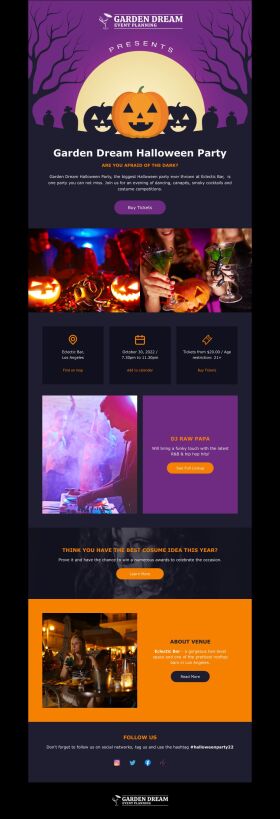 GARDEN DREAM
EVENT PLANNING
PRESENTS
Garden Dream Halloween Party
ARE YOU AFRAID OF THE DARK?
Garden Dream Halloween Party, the biggest Halloween party ever thrown at Eclectic Bar, is
one party you can not miss. Join us for an evening of dancing, canapés, smoky cocktails and
costume competitions.
Buy Tickets
Eclectic Bar,
Los Angeles
Find on map
October 30, 2022 /
7.30pm to 11.30pm
Add to calendar
Tickets from $20.00 / Age
restriction: 21+
Buy Tickets
DJ RAW PAPA
Will bring a funky touch with the latest
R&B & hip hop hits!
See Full Lineup
THINK YOU HAVE THE BEST COSUME IDEA THIS YEAR?
Prove it and have the chance to win a numerous awards to celebrate the occasion.
Learn More
ABOUT VENUE
Eclectic Bar - a gorgeous two level
space and one of the prettiest rooftop
bars in Los Angeles.
Read More
FOLLOW US
Don't forget to follow us on social networks, tag us and use the hashtag #halloweenparty22
GARDEN DREAM
EVENT PLANNING